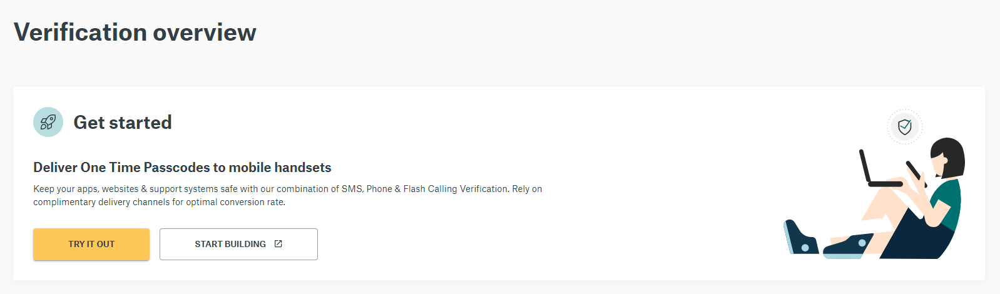 Verification overview
Get started
Deliver One Time Passcodes to mobile handsets
Keep your apps, websites & support systems safe with our combination of SMS, Phone & Flash Calling Verification. Rely on
complimentary delivery channels for optimal conversion rate.
TRY IT OUT
START BUILDING